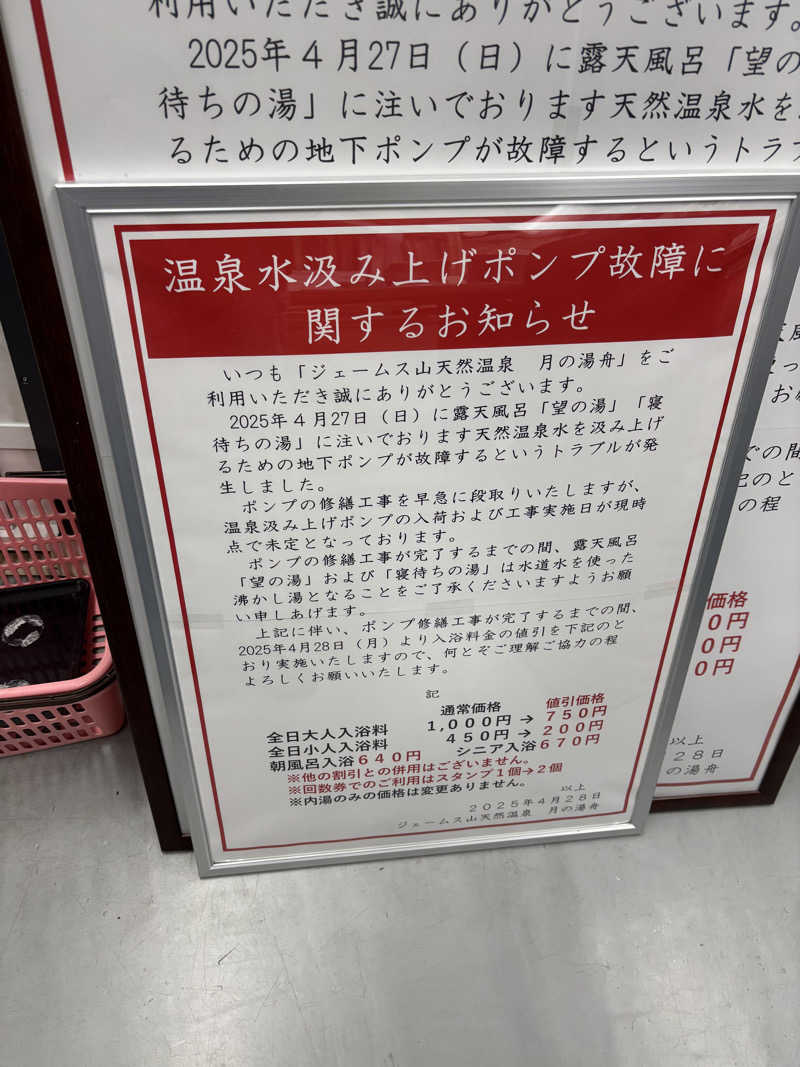 利用いただき誠にありがとうございます。
2025年4月27日（日）に露天風呂「望の
待ちの湯」に注いでおります天然温泉水を
るための地下ポンプが故障するというトラブ
温泉水汲み上げポンプ故障に
関するお知らせ
いつも「ジェームス山天然温泉　月の湯舟」をご
利用いただき誠にありがとうございます。
2025年4月27日（日）に露天風呂「望の湯」「寝
待ちの湯」に注いでおります天然温泉水を汲み上げ
るための地下ポンプが故障するというトラブルが発
生しました。
ポンプの修繕工事を早急に段取りいたしますが、
温泉汲み上げポンプの入荷および工事実施日が現時
点で未定となっております。
ポンプの修繕工事が完了するまでの間、露天風呂
「望の湯」および「寝待ちの湯」は水道水を使った
沸かし湯となることをご了承くださいますようお願
い申しあげます。
上記に伴い、ポンプ修繕工事が完了するまでの間、
2025年4月28日（月）より入浴料金の値引を下記のと
おり実施いたしますので、何とぞご理解ご協力の程
よろしくお願いいたします。
記
通常価格　値引価格
全日大人入浴料　1,000円 → 750円
全日小人入浴料　450円 → 200円
朝風呂入浴640円　シニア入浴670円
※他の割引との併用はございません。
※回数券でのご利用はスタンプ1個→2個
※内湯のみの価格は変更ありません。
以上
2025年4月28日
ジェームス山天然温泉　月の湯舟
お
の間
記のと
の程
価格
0円
0円
0円
以上
28日
の湯舟